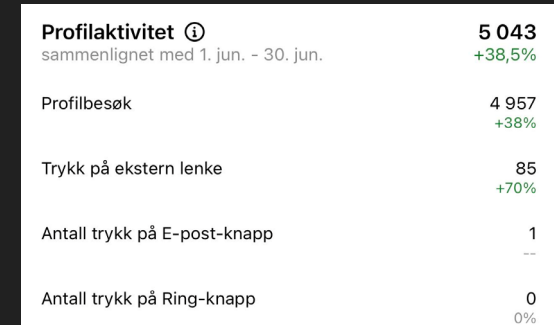 Profilaktivitet 5 043
sammenlignet med 1. jun. - 30. jun. +38,5%
Profilbesøk 4 957
+38%
Trykk på ekstern lenke 85
+70%
Antall trykk på E-post-knapp 1
--
Antall trykk på Ring-knapp 0
0%